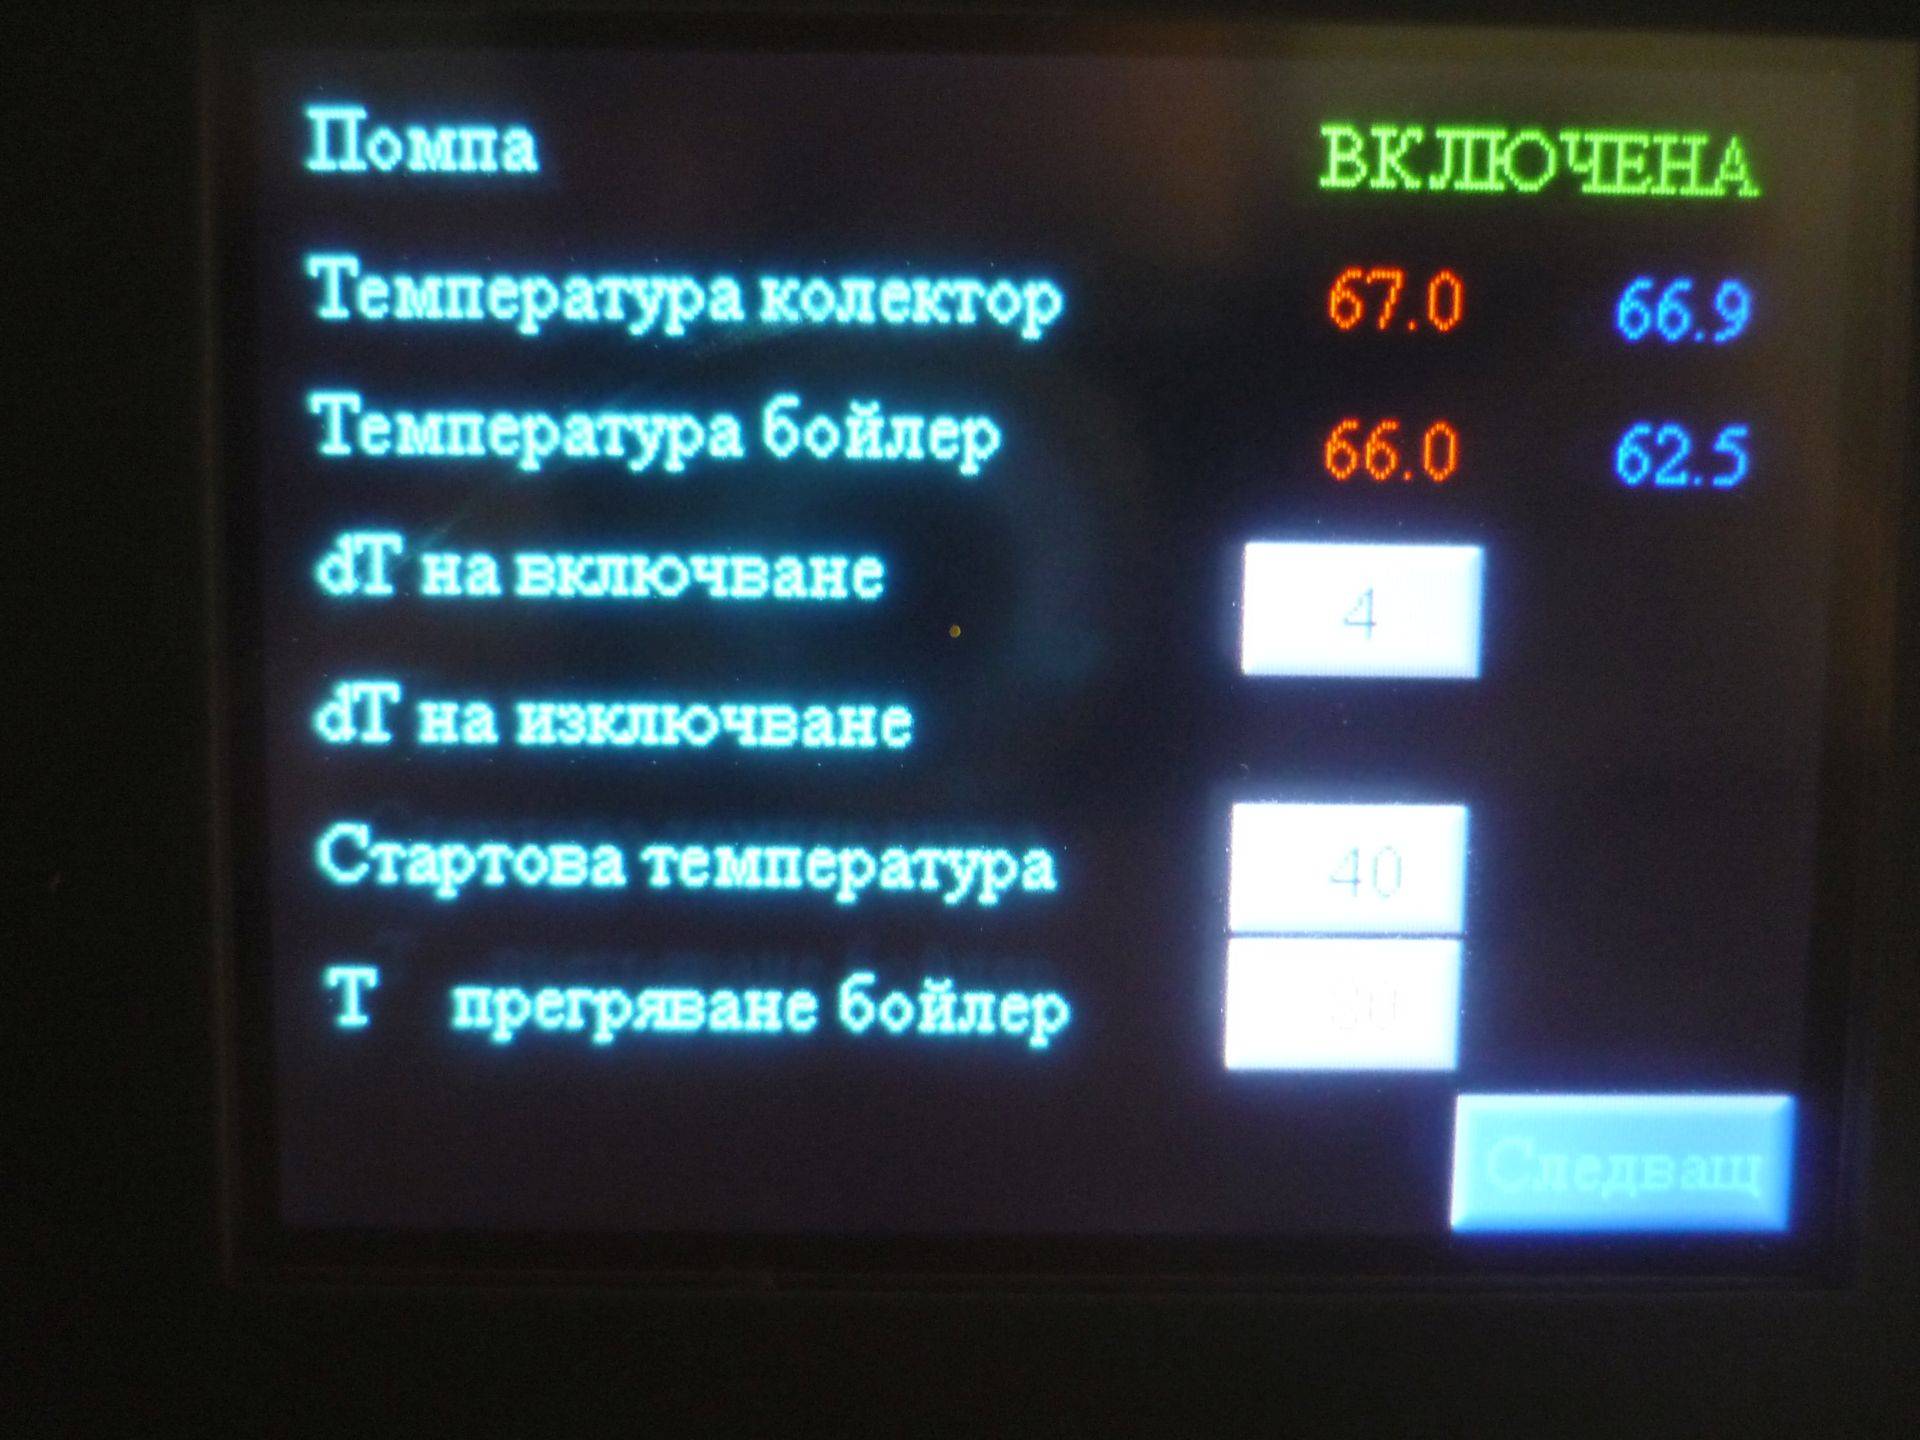 Помпа ВКЛЮЧЕНА
Температура колектор 67.0 66.9
Температура бойлер 66.0 62.5
dT на включване 4
dT на изключване
Стартова температура 40
T прегряване бойлер
Следващ